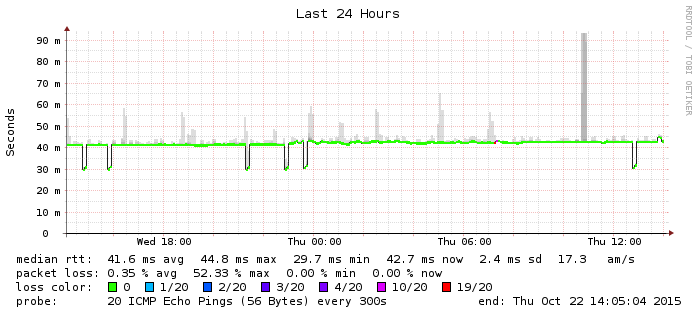 Last 24 Hours
RRDTOOL / TOBI OETIKER
Seconds
90 m
80 m
70 m
60 m
50 m
40 m
30 m
20 m
10 m
0
Wed 18:00 Thu 00:00 Thu 06:00 Thu 12:00
median rtt: 41.6 ms avg 44.8 ms max 29.7 ms min 42.7 ms now 2.4 ms sd 17.3 am/s
packet loss: 0.35 % avg 52.33 % max 0.00 % min 0.00 % now
loss color: 0 1/20 2/20 3/20 4/20 10/20 19/20
probe: 20 ICMP Echo Pings (56 Bytes) every 300s end: Thu Oct 22 14:05:04 2015